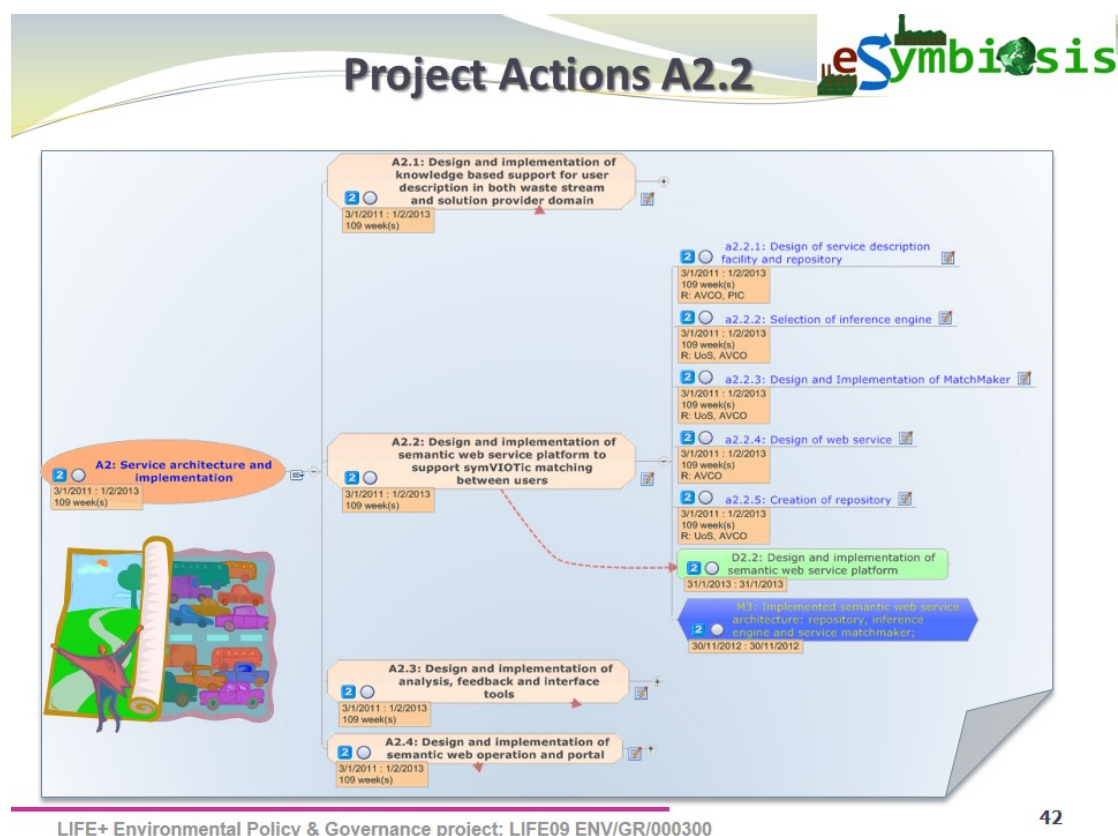 Project Actions A2.2
eSymbiosis
A2.1: Design and implementation of
knowledge based support for user
description in both waste stream
and solution provider domain
2
3/1/2011 : 1/2/2013
109 week(s)
a2.2.1: Design of service description
facility and repository
2
3/1/2011 : 1/2/2013
109 week(s)
R: AVCO, PIC
2
a2.2.2: Selection of inference engine
3/1/2011 : 1/2/2013
109 week(s)
R: UoS, AVCO
2
a2.2.3: Design and Implementation of MatchMaker
3/1/2011 : 1/2/2013
109 week(s)
R: UoS, AVCO
A2: Service architecture and
implementation
2
3/1/2011 : 1/2/2013
109 week(s)
A2.2: Design and implementation of
semantic web service platform to
support symVIOTic matching
between users
2
3/1/2011 : 1/2/2013
109 week(s)
2
a2.2.4: Design of web service
3/1/2011 : 1/2/2013
109 week(s)
R: AVCO
2
a2.2.5: Creation of repository
3/1/2011 : 1/2/2013
109 week(s)
R: UoS, AVCO
D2.2: Design and implementation of
semantic web service platform
2
31/1/2013 : 31/1/2013
M3: Implemented semantic web service
architecture: repository, inference
engine and service matchmaker;
2
30/11/2012 : 30/11/2012
A2.3: Design and implementation of
analysis, feedback and interface
tools
2
3/1/2011 : 1/2/2013
109 week(s)
A2.4: Design and implementation of
semantic web operation and portal
2
3/1/2011 : 1/2/2013
109 week(s)
LIFE+ Environmental Policy & Governance project: LIFE09 ENV/GR/000300
42